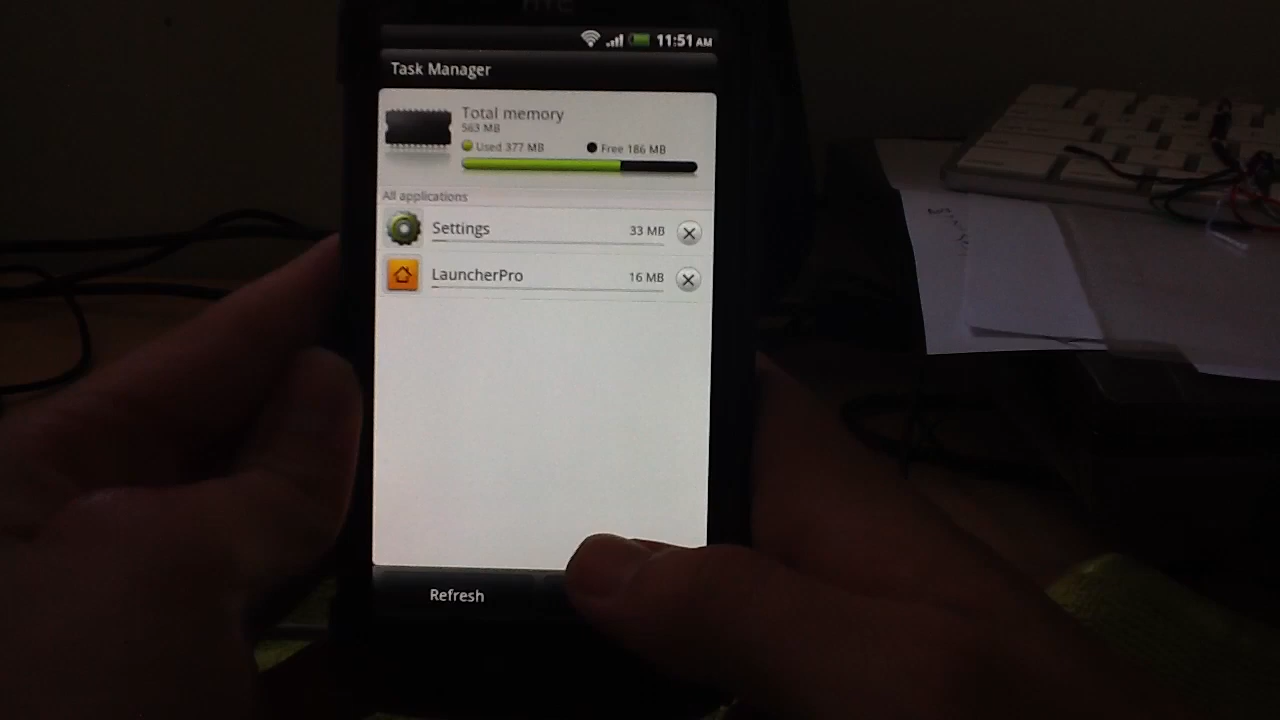 HTC
11:51 AM
Task Manager
Total memory
563 MB
Used 377 MB Free 186 MB
All applications
Settings 33 MB
LauncherPro 16 MB
Refresh